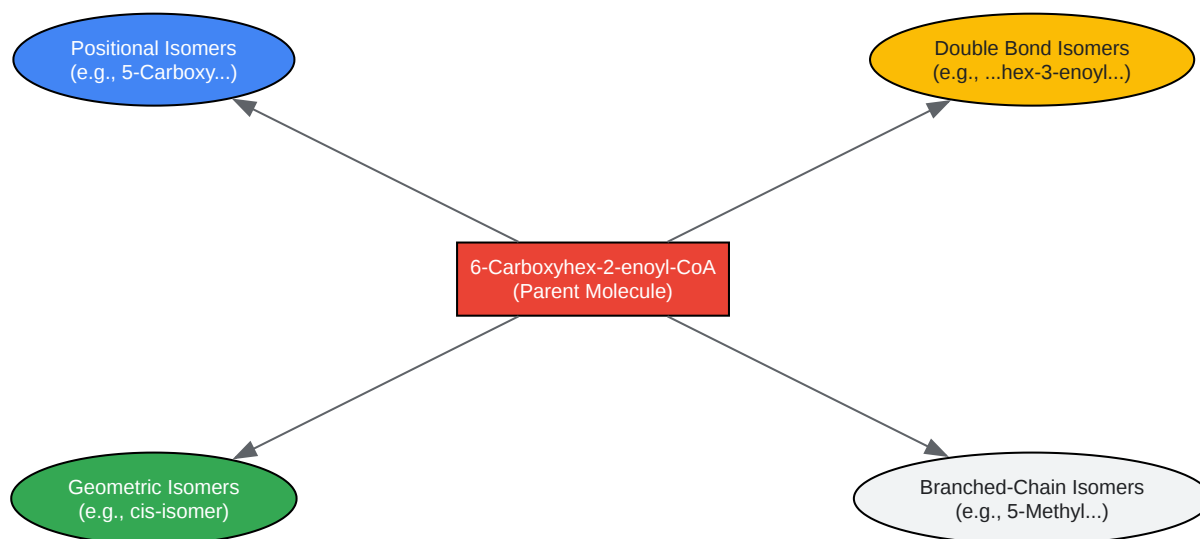 Positional Isomers
(e.g., 5-Carboxy...)
Double Bond Isomers
(e.g., ...hex-3-enoyl...)
6-Carboxyhex-2-enoyl-CoA
(Parent Molecule)
Geometric Isomers
(e.g., cis-isomer)
Branched-Chain Isomers
(e.g., 5-Methyl...)